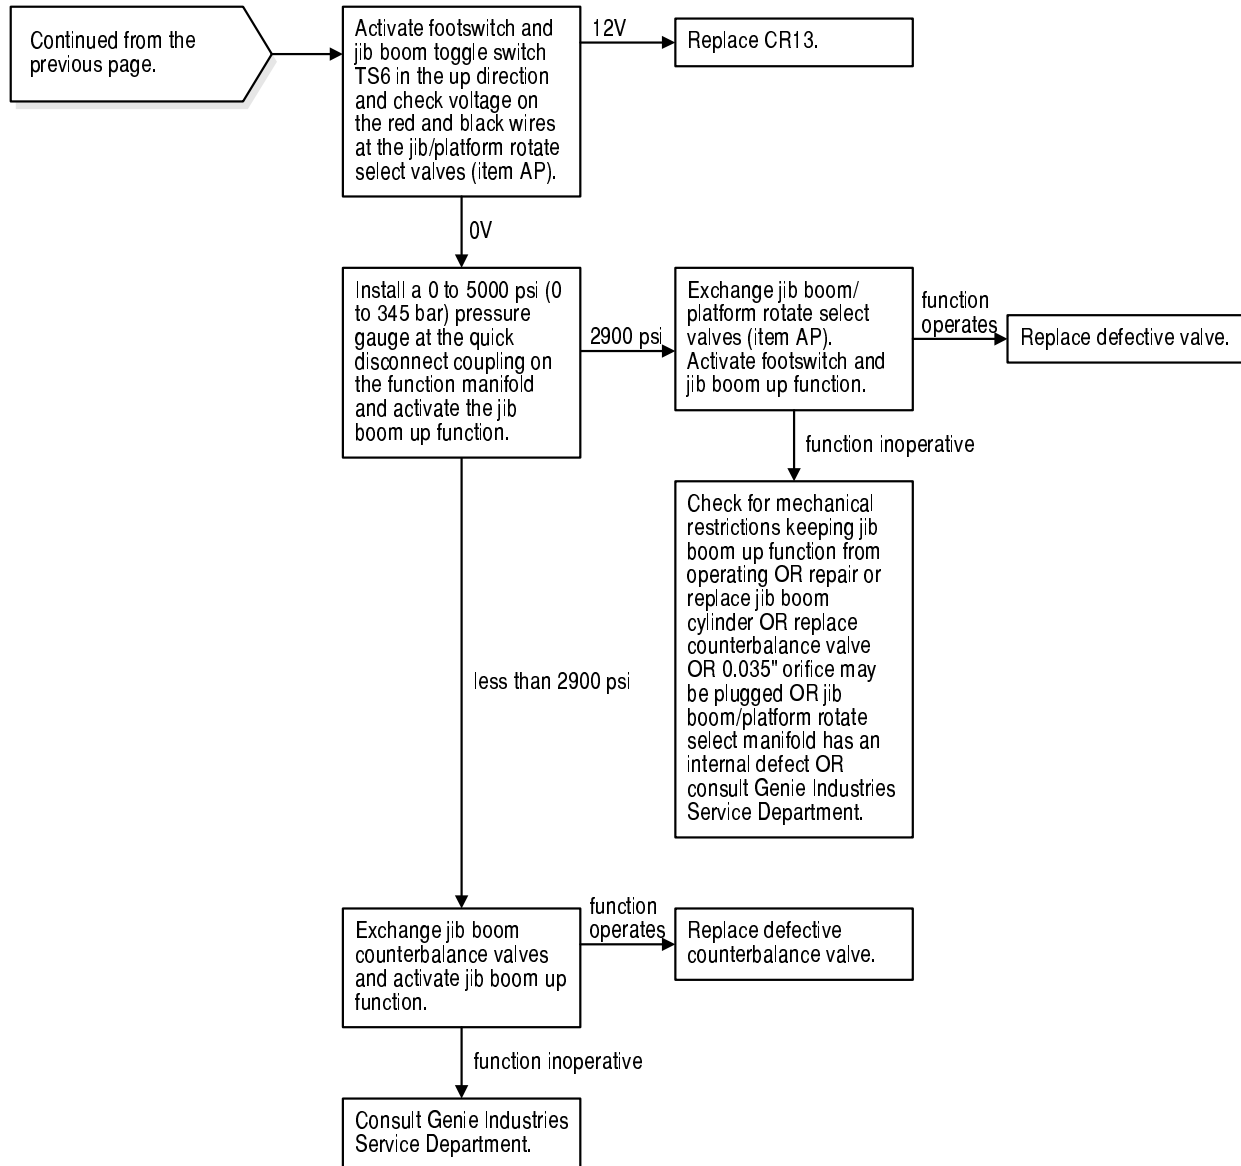 Continued from the
previous page.
Activate footswitch and
jib boom toggle switch
TS6 in the up direction
and check voltage on
the red and black wires
at the jib/platform rotate
select valves (item AP).
12V
Replace CR13.
0V
Install a 0 to 5000 psi (0
to 345 bar) pressure
gauge at the quick
disconnect coupling on
the function manifold
and activate the jib
boom up function.
2900 psi
Exchange jib boom/
platform rotate select
valves (item AP).
Activate footswitch and
jib boom up function.
function
operates
Replace defective valve.
function inoperative
Check for mechanical
restrictions keeping jib
boom up function from
operating OR repair or
replace jib boom
cylinder OR replace
counterbalance valve
OR 0.035" orifice may
be plugged OR jib
boom/platform rotate
select manifold has an
internal defect OR
consult Genie Industries
Service Department.
less than 2900 psi
Exchange jib boom
counterbalance valves
and activate jib boom up
function.
function
operates
Replace defective
counterbalance valve.
function inoperative
Consult Genie Industries
Service Department.